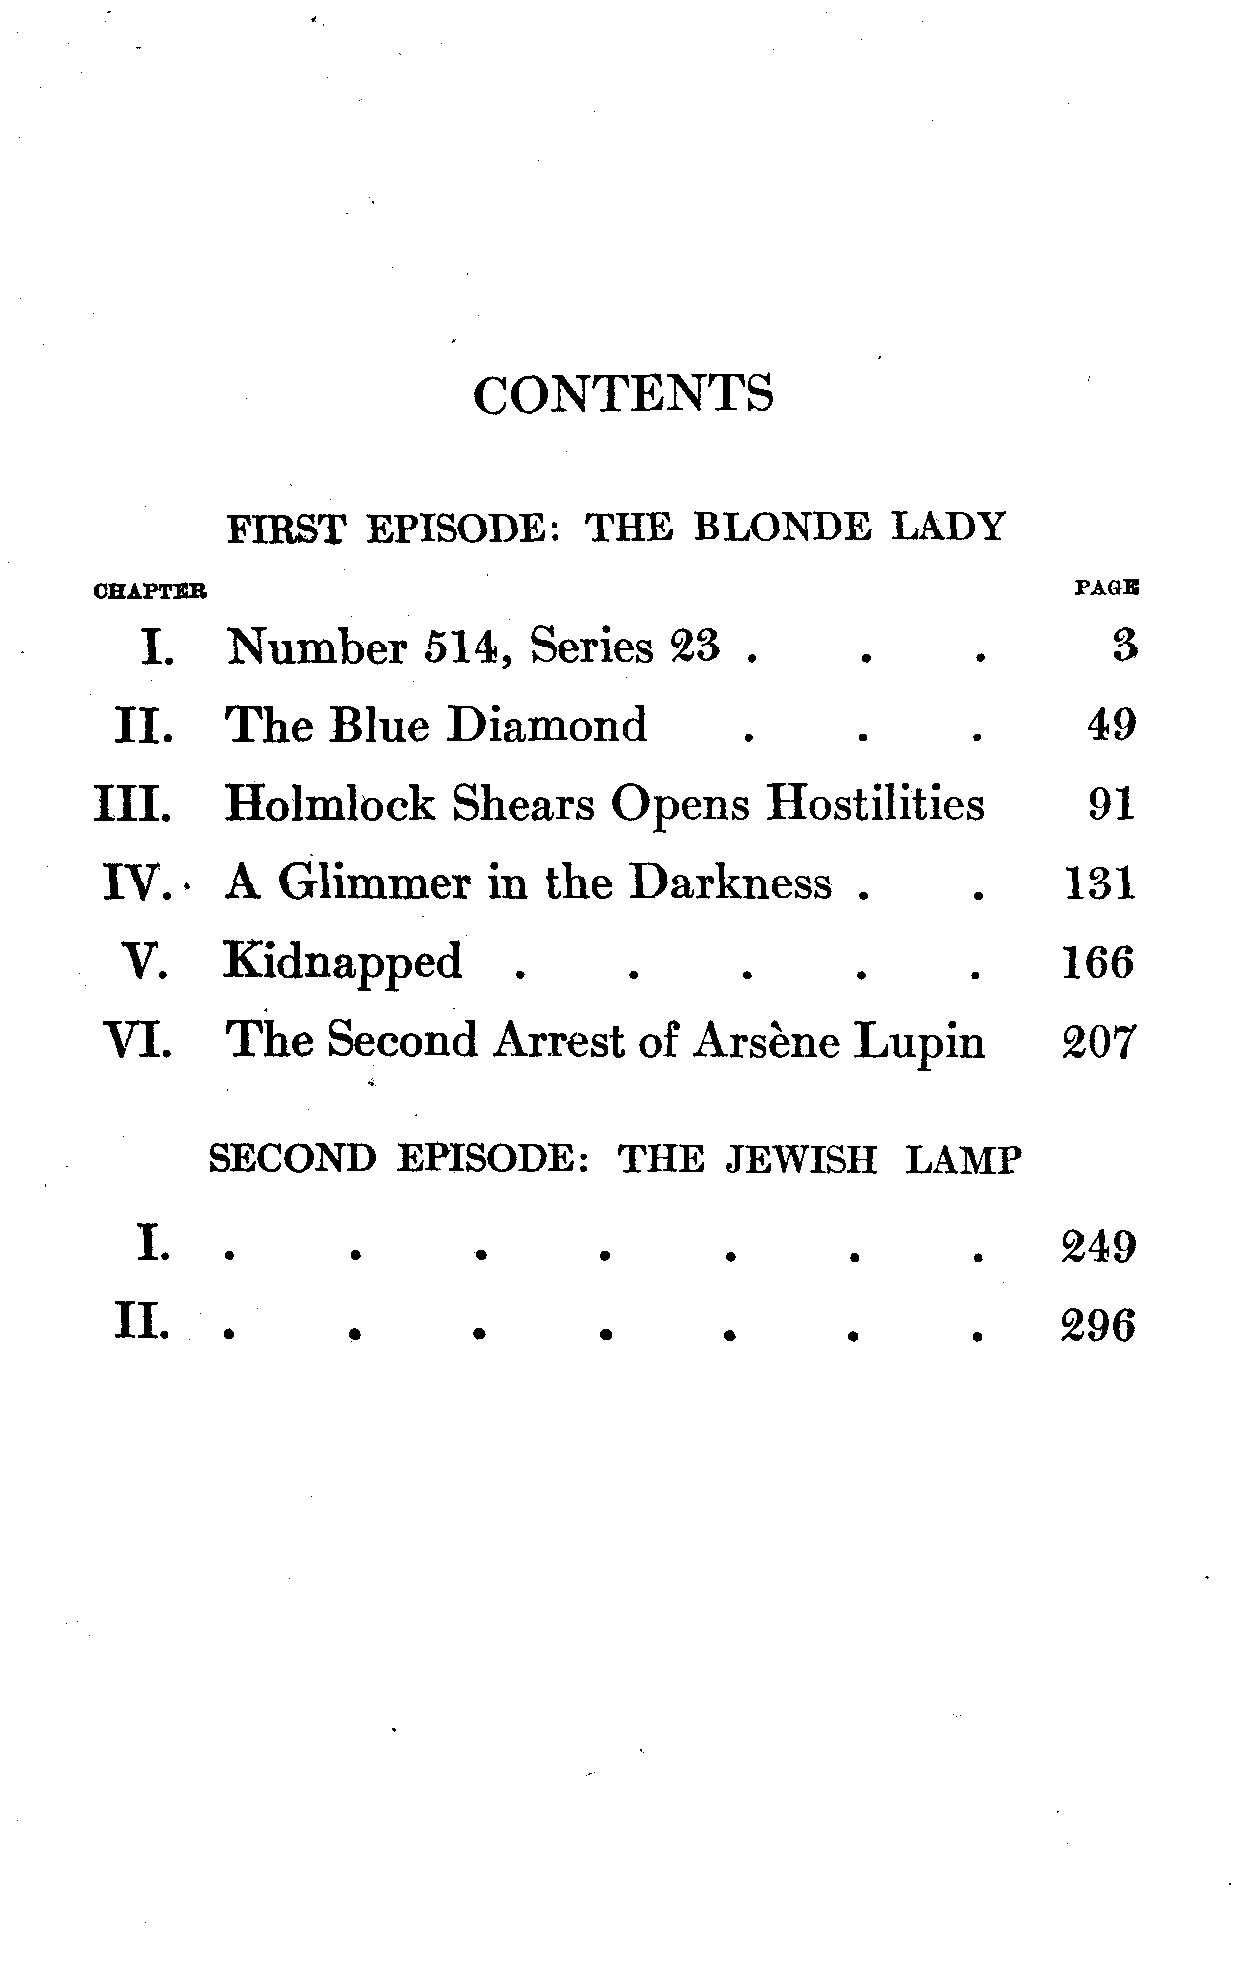 CONTENTS
FIRST EPISODE: THE BLONDE LADY
CHAPTER PAGE
I. Number 514, Series 23 . . . 3
II. The Blue Diamond . . . 49
III. Holmlock Shears Opens Hostilities 91
IV. A Glimmer in the Darkness . . 131
V. Kidnapped . . . . . 166
VI. The Second Arrest of Arsène Lupin 207
SECOND EPISODE: THE JEWISH LAMP
I. . . . . . . . 249
II. . . . . . . . 296